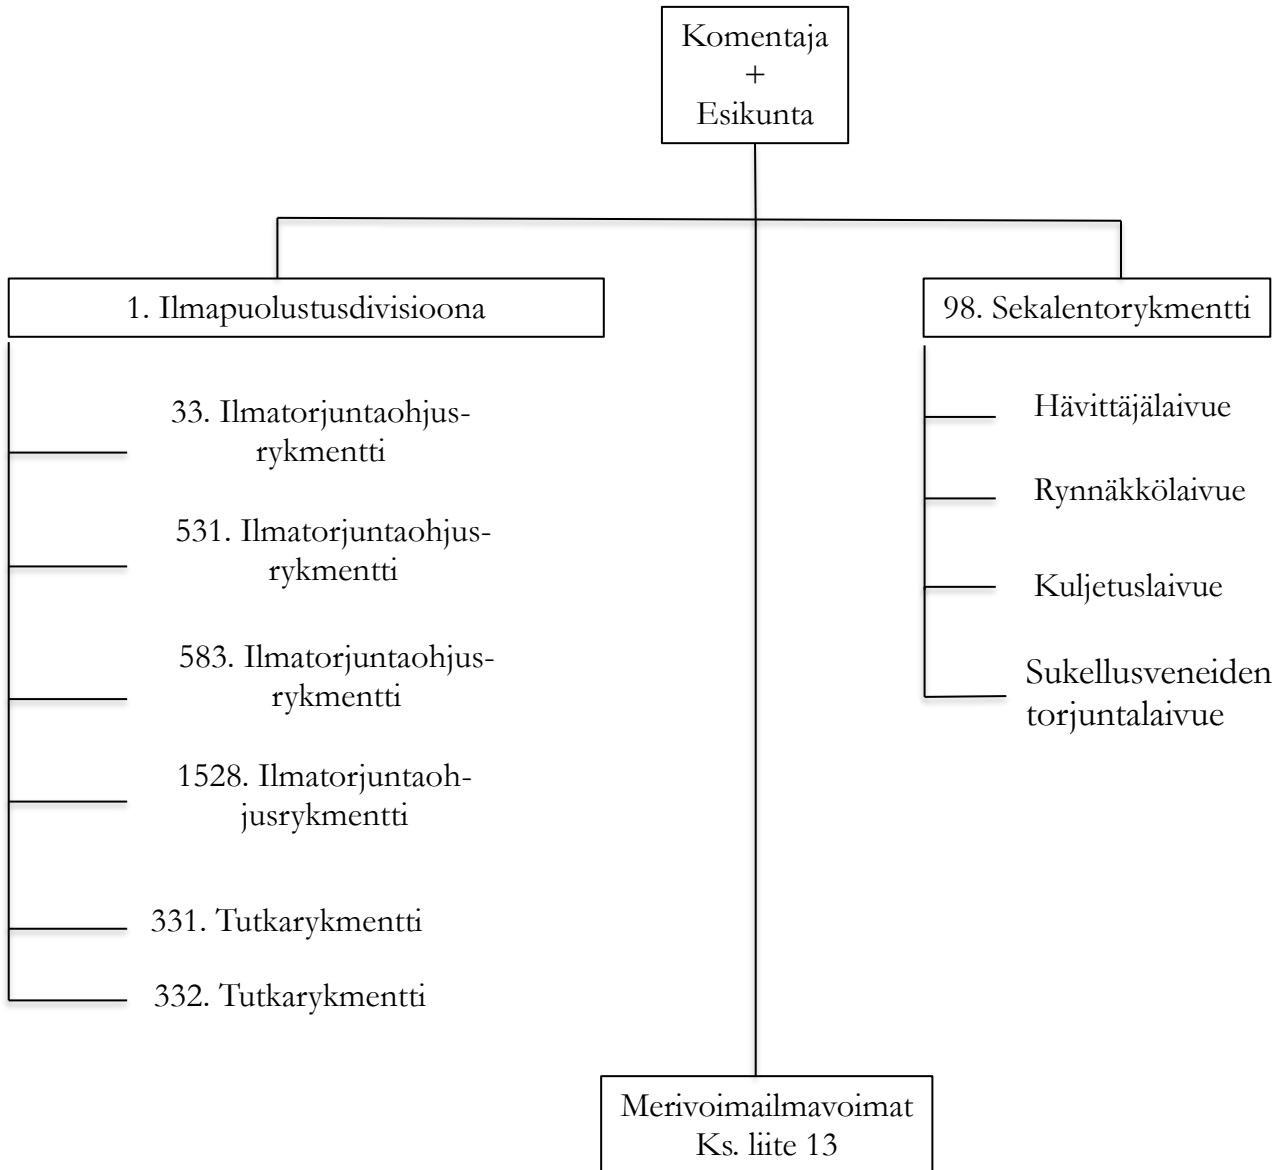 Komentaja
+
Esikunta
1. Ilmapuolustusdivisioona
33. Ilmatorjuntaohjus-
rykmentti
531. Ilmatorjuntaohjus-
rykmentti
583. Ilmatorjuntaohjus-
rykmentti
1528. Ilmatorjuntaoh-
jusrykmentti
331. Tutkarykmentti
332. Tutkarykmentti
98. Sekalentorykmentti
Hävittäjälaivue
Rynnäkkölaivue
Kuljetuslaivue
Sukellusveneiden
torjuntalaivue
Merivoimailmavoimat
Ks. liite 13